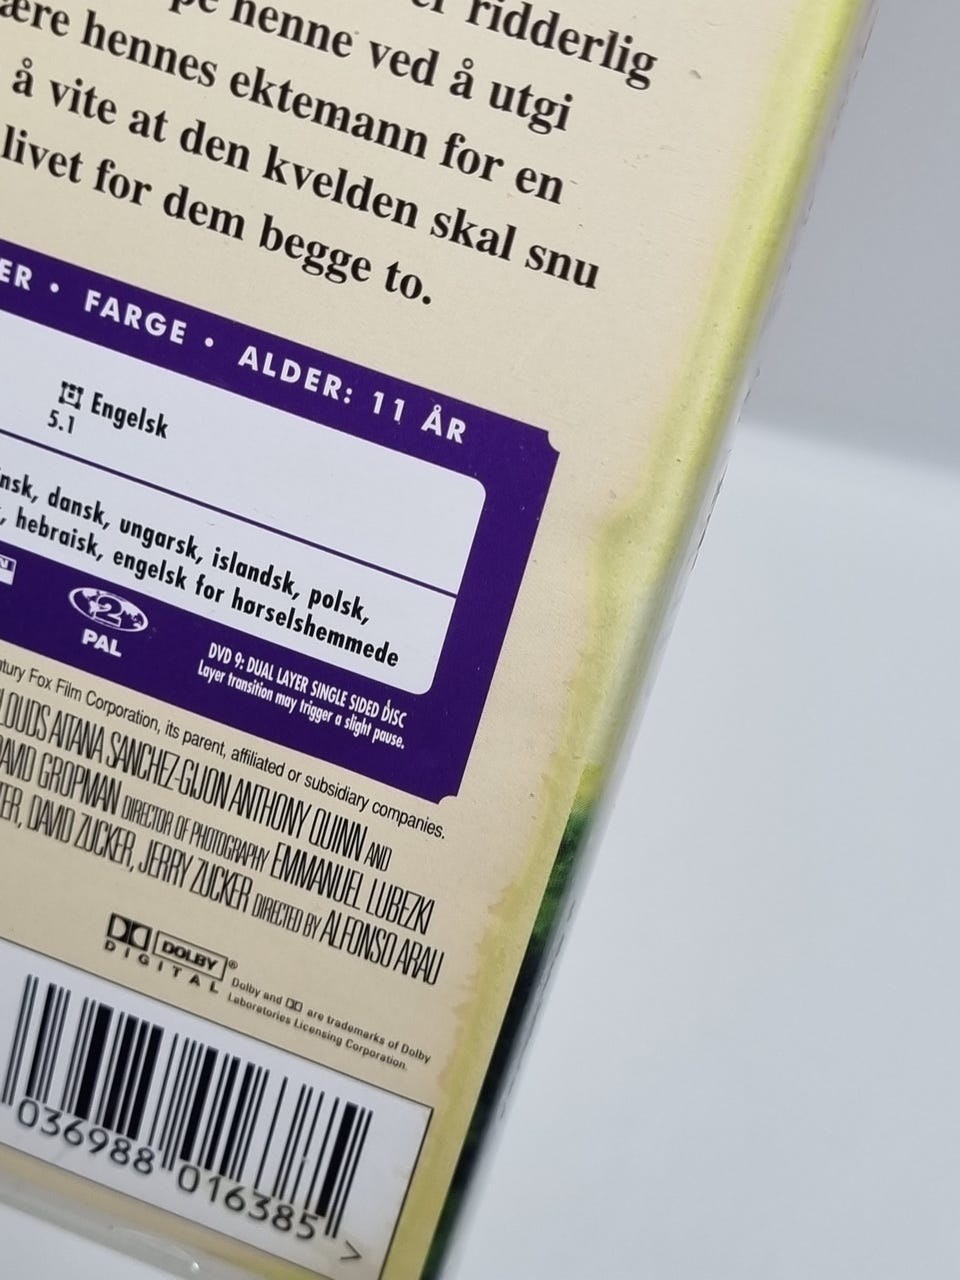 er ridderlig
henne ved å utgi
ære hennes ektemann for en
å vite at den kvelden skal snu
livet for dem begge to.
ER • FARGE • ALDER: 11 ÅR
Engelsk
5.1
nsk, dansk, ungarsk, islandsk, polsk,
, hebraisk, engelsk for hørselshemmede
2
PAL
DVD 9: DUAL LAYER SINGLE SIDED DISC
Layer transition may trigger a slight pause.
tury Fox Film Corporation, its parent, affiliated or subsidiary companies.
LOUDS AITANA SANCHEZ-GIJON ANTHONY QUINN AND
AVID GROPMAN DIRECTOR OF PHOTOGRAPHY EMMANUEL LUBEZKI
ER, DAVID ZUCKER, JERRY ZUCKER DIRECTED BY ALFONSO ARAU
DOLBY®
DIGITAL
Dolby and DD are trademarks of Dolby
Laboratories Licensing Corporation.
036988 016385 >